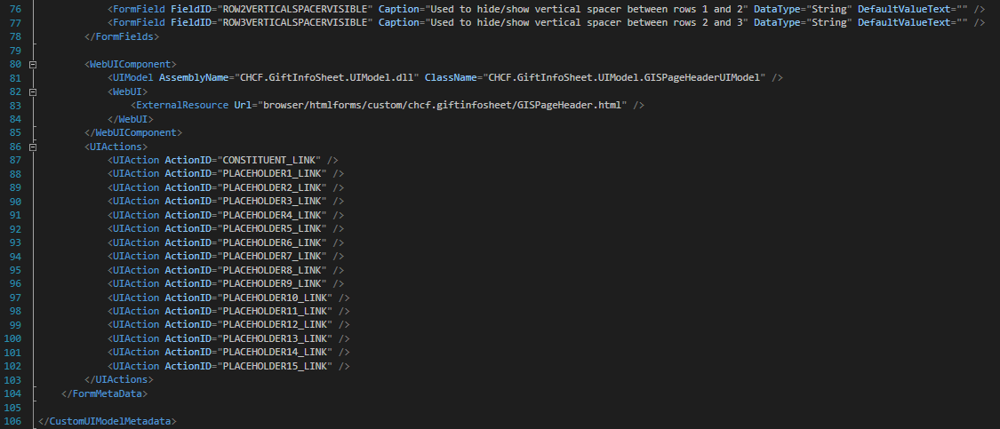 76 <FormField FieldID="ROW2VERTICALSPACERVISIBLE" Caption="Used to hide/show vertical spacer between rows 1 and 2" DataType="String" DefaultValueText="" />
77 <FormField FieldID="ROW3VERTICALSPACERVISIBLE" Caption="Used to hide/show vertical spacer between rows 2 and 3" DataType="String" DefaultValueText="" />
78 </FormFields>
79
80 <WebUIComponent>
81 <UIModel AssemblyName="CHCF.GiftInfoSheet.UIModel.dll" ClassName="CHCF.GiftInfoSheet.UIModel.GISPageHeaderUIModel" />
82 <WebUI>
83 <ExternalResource Url="browser/htmlforms/custom/chcf.giftinfosheet/GISPageHeader.html" />
84 </WebUI>
85 </WebUIComponent>
86 <UIActions>
87 <UIAction ActionID="CONSTITUENT_LINK" />
88 <UIAction ActionID="PLACEHOLDER1_LINK" />
89 <UIAction ActionID="PLACEHOLDER2_LINK" />
90 <UIAction ActionID="PLACEHOLDER3_LINK" />
91 <UIAction ActionID="PLACEHOLDER4_LINK" />
92 <UIAction ActionID="PLACEHOLDER5_LINK" />
93 <UIAction ActionID="PLACEHOLDER6_LINK" />
94 <UIAction ActionID="PLACEHOLDER7_LINK" />
95 <UIAction ActionID="PLACEHOLDER8_LINK" />
96 <UIAction ActionID="PLACEHOLDER9_LINK" />
97 <UIAction ActionID="PLACEHOLDER10_LINK" />
98 <UIAction ActionID="PLACEHOLDER11_LINK" />
99 <UIAction ActionID="PLACEHOLDER12_LINK" />
100 <UIAction ActionID="PLACEHOLDER13_LINK" />
101 <UIAction ActionID="PLACEHOLDER14_LINK" />
102 <UIAction ActionID="PLACEHOLDER15_LINK" />
103 </UIActions>
104 </FormMetaData>
105
106 </CustomUIModelMetadata>